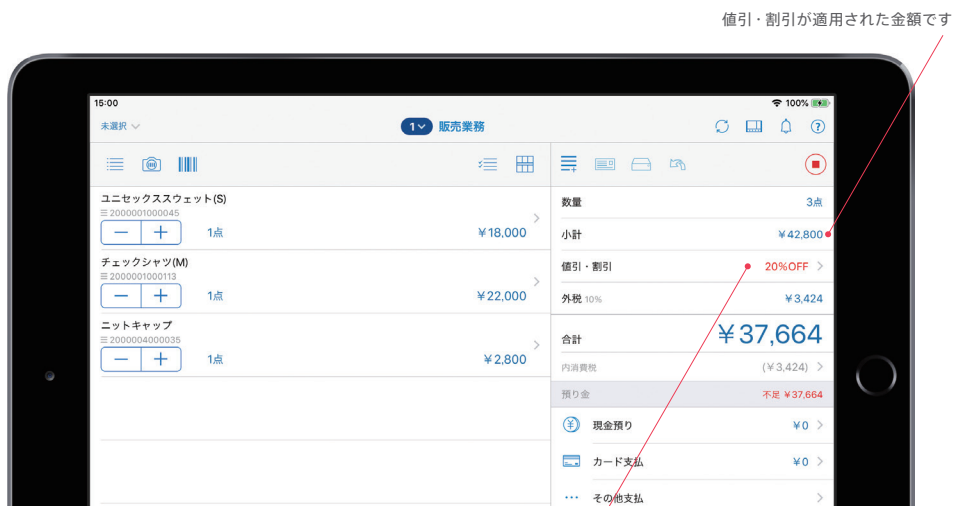 値引・割引が適用された金額です
15:00
100%
未選択
1 販売業務
ユニセックススウェット(S)
2000001000045
1点
¥18,000
チェックシャツ(M)
2000001000113
1点
¥22,000
ニットキャップ
2000004000035
1点
¥2,800
数量 3点
小計 ¥42,800
値引・割引 20%OFF
外税 10% ¥3,424
合計 ¥37,664
内消費税 (¥3,424)
預り金 不足 ¥37,664
現金預り ¥0
カード支払 ¥0
その他支払